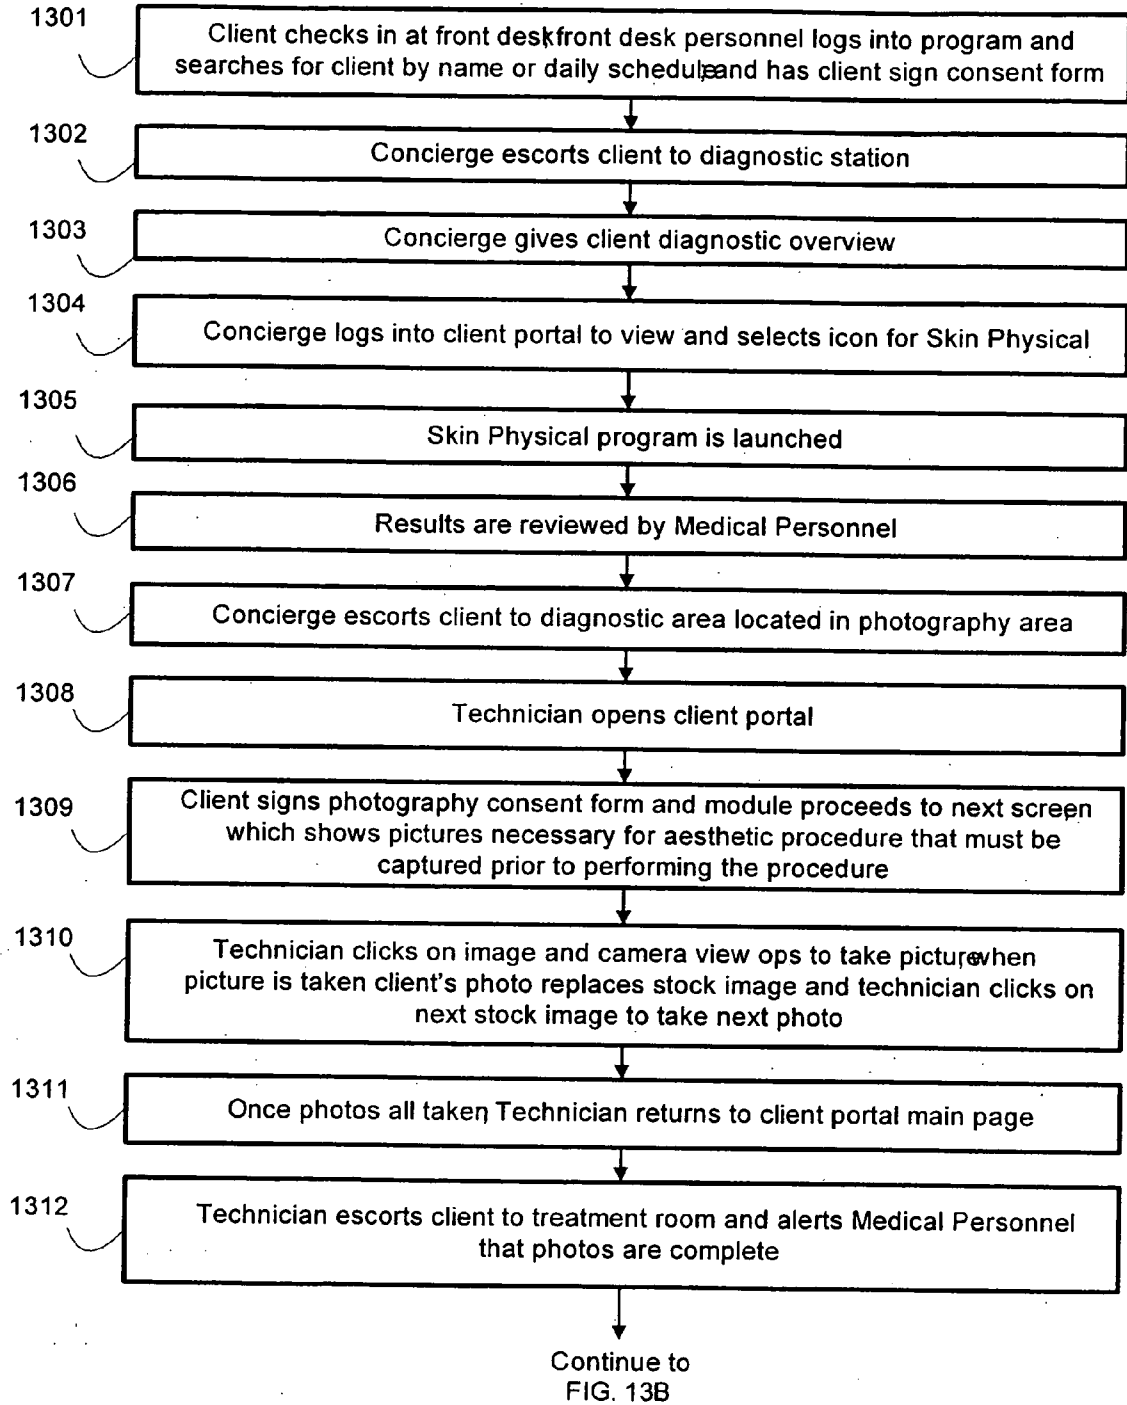 1301
Client checks in at front desk, front desk personnel logs into program and
searches for client by name or daily schedule, and has client sign consent form
1302
Concierge escorts client to diagnostic station
1303
Concierge gives client diagnostic overview
1304
Concierge logs into client portal to view and selects icon for Skin Physical
1305
Skin Physical program is launched
1306
Results are reviewed by Medical Personnel
1307
Concierge escorts client to diagnostic area located in photography area
1308
Technician opens client portal
1309
Client signs photography consent form and module proceeds to next screen,
which shows pictures necessary for aesthetic procedure that must be
captured prior to performing the procedure
1310
Technician clicks on image and camera view ops to take picture, when
picture is taken client's photo replaces stock image and technician clicks on
next stock image to take next photo
1311
Once photos all taken, Technician returns to client portal main page
1312
Technician escorts client to treatment room and alerts Medical Personnel
that photos are complete
Continue to
FIG. 13B